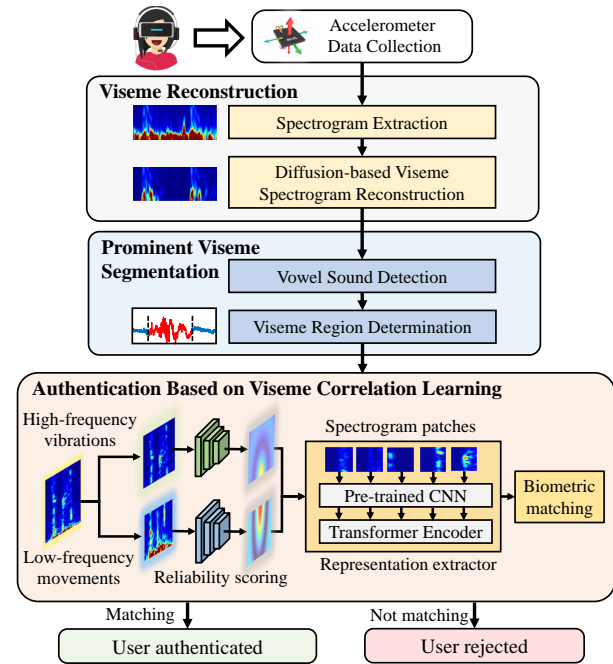 Accelerometer
Data Collection
Viseme Reconstruction
Spectrogram Extraction
Diffusion-based Viseme
Spectrogram Reconstruction
Prominent Viseme
Segmentation
Vowel Sound Detection
Viseme Region Determination
Authentication Based on Viseme Correlation Learning
High-frequency
vibrations
Low-frequency
movements
Reliability scoring
Spectrogram patches
Pre-trained CNN
Transformer Encoder
Representation extractor
Biometric
matching
Matching
Not matching
User authenticated
User rejected